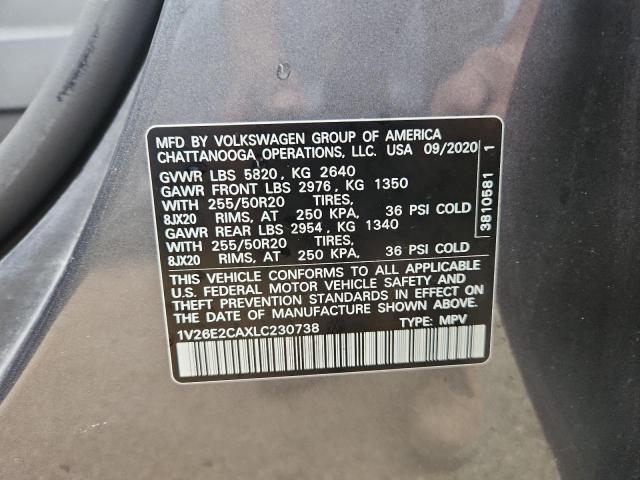 MFD BY VOLKSWAGEN GROUP OF AMERICA
CHATTANOOGA OPERATIONS, LLC. USA 09/2020
GVWR LBS 5820, KG 2640
GAWR FRONT LBS 2976, KG 1350
WITH 255/50R20 TIRES,
8JX20 RIMS, AT 250 KPA, 36 PSI COLD
GAWR REAR LBS 2954, KG 1340
WITH 255/50R20 TIRES,
8JX20 RIMS, AT 250 KPA, 36 PSI COLD
THIS VEHICLE CONFORMS TO ALL APPLICABLE
U.S. FEDERAL MOTOR VEHICLE SAFETY AND
THEFT PREVENTION STANDARDS IN EFFECT ON
THE DATE OF MANUFACTURE SHOWN ABOVE.
1V26E2CAXLC230738 TYPE: MPV
3810581 1